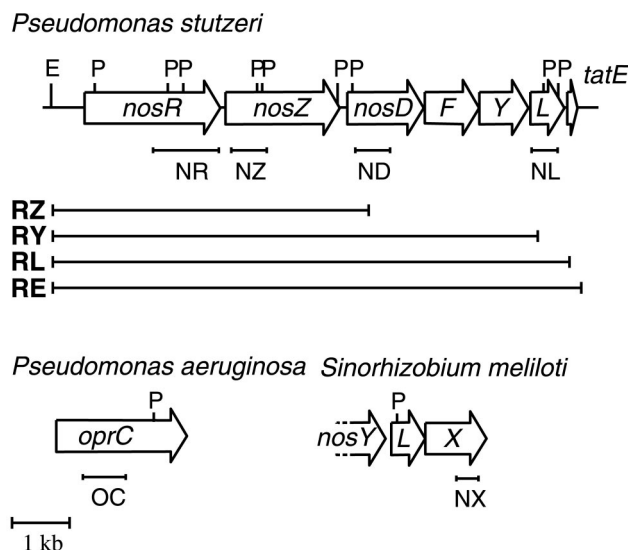 Pseudomonas stutzeri
E P PP PP PP PP tatE
nosR nosZ nosD F Y L
NR NZ ND NL
RZ
RY
RL
RE
Pseudomonas aeruginosa Sinorhizobium meliloti
P P
oprC nosY L X
OC NX
1 kb